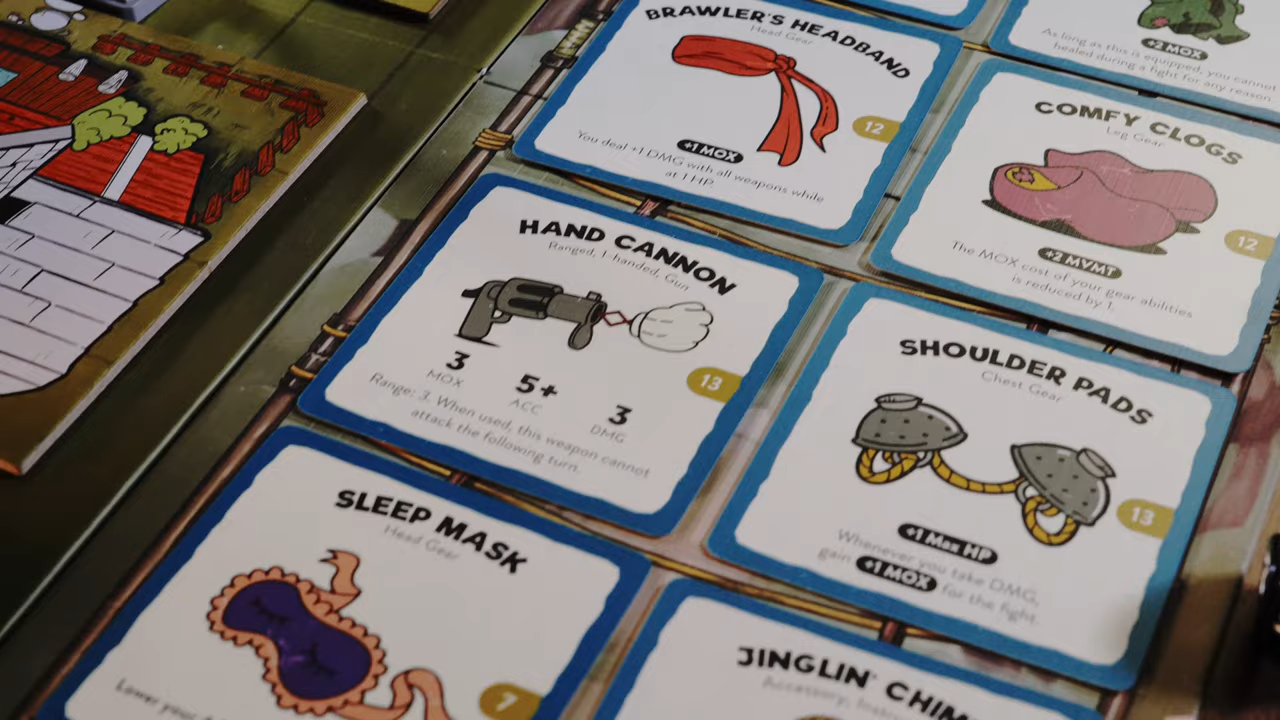 BRAWLER'S HEADBAND
Head Gear
12
+1 MOX
You deal +1 DMG with all weapons while
at 1 HP.
+2 MOX
As long as this is equipped, you cannot
healed during a fight for any reason
COMFY CLOGS
Leg Gear
12
+2 MVMT
The MOX cost of your gear abilities
is reduced by 1.
HAND CANNON
Ranged, 1-handed, Gun
13
3 5+ 3
MOX ACC DMG
Range: 3. When used, this weapon cannot
attack the following turn.
SHOULDER PADS
Chest Gear
13
+1 Max HP
Whenever you take DMG,
gain +1 MOX for the fight.
SLEEP MASK
Head Gear
7
Lower your
JINGLIN' CHIM
Accessory,